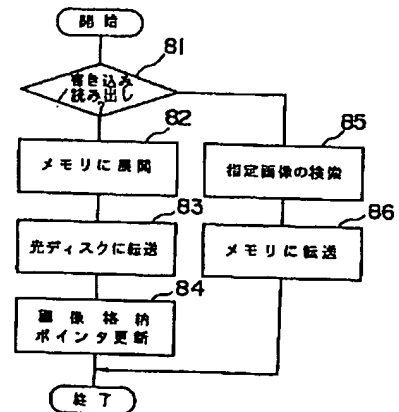 開始
81
書き込み
/読み出し?
82
メモリに展開
83
光ディスクに転送
84
画像格納
ポインタ更新
85
指定画像の検索
86
メモリに転送
終了